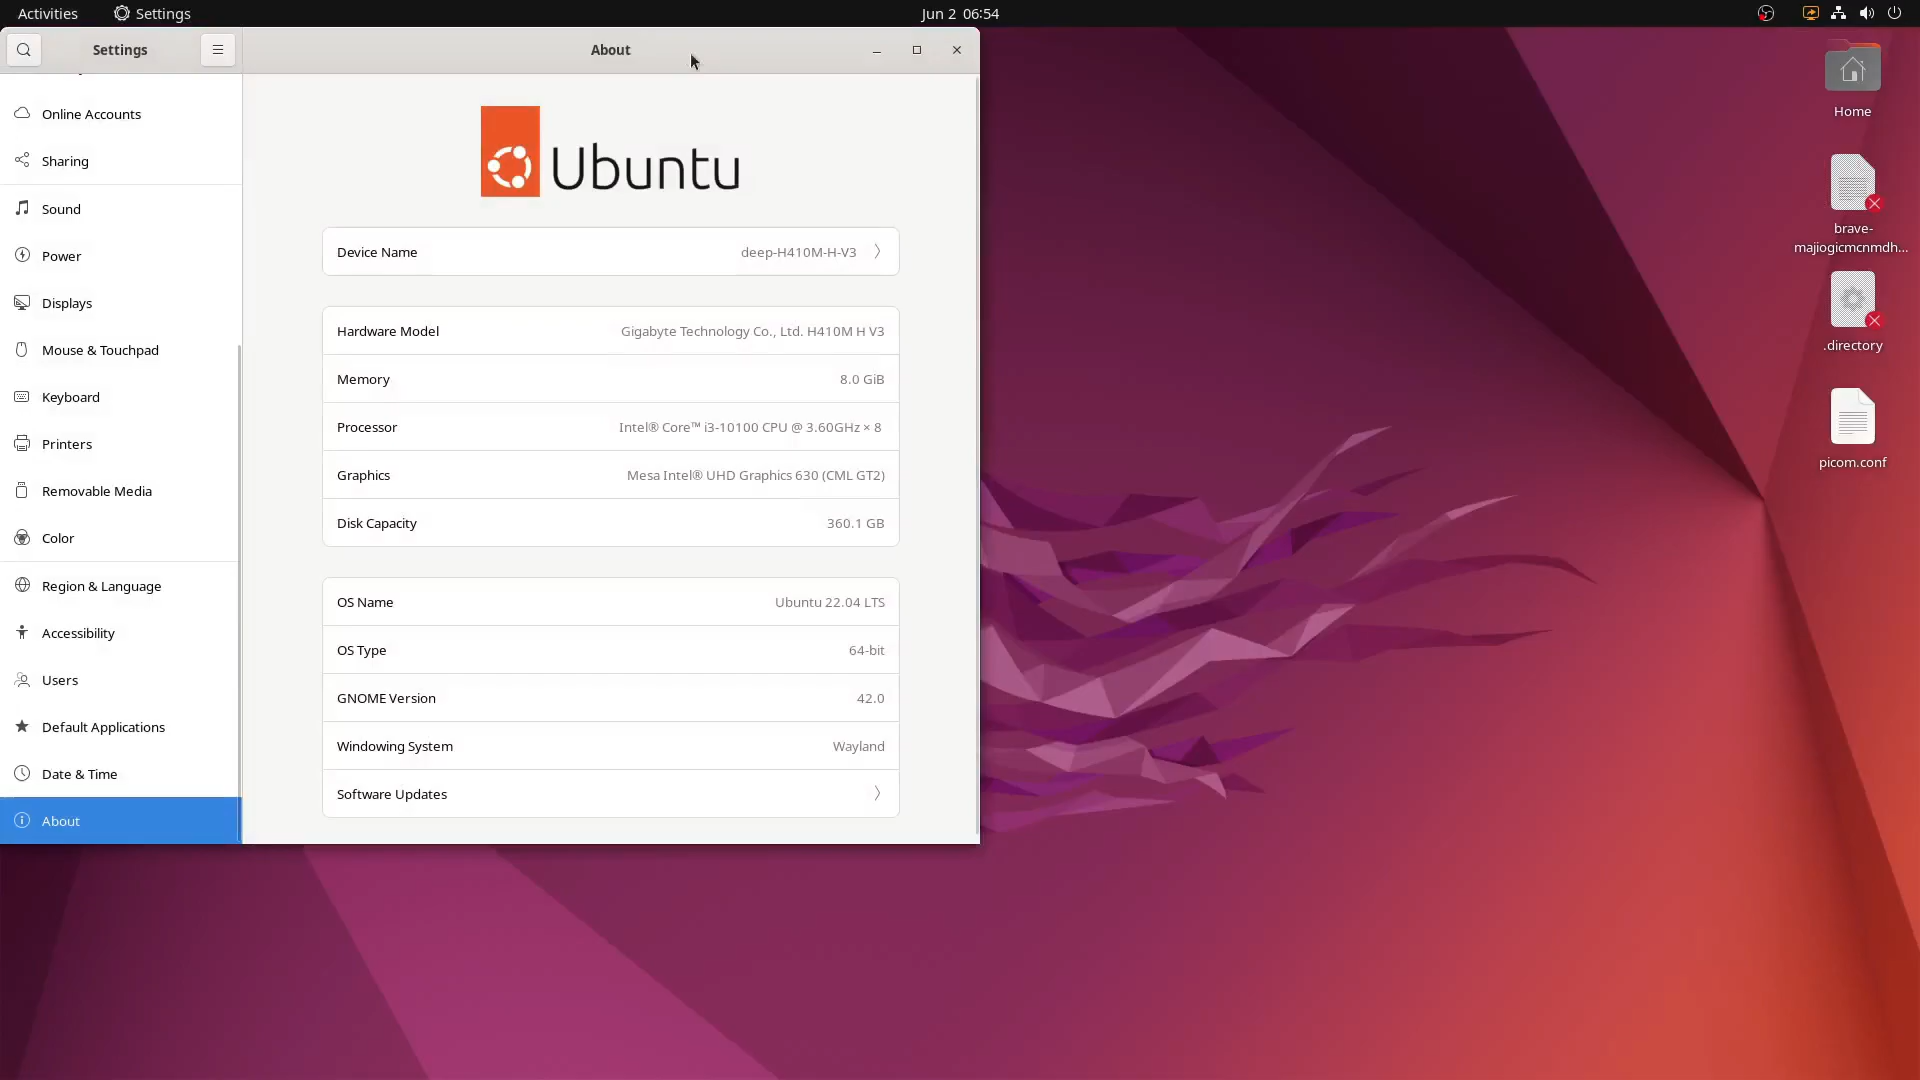 Activities
Settings
Jun 2 06:54
Settings
About
Online Accounts
Sharing
Sound
Power
Displays
Mouse & Touchpad
Keyboard
Printers
Removable Media
Color
Region & Language
Accessibility
Users
Default Applications
Date & Time
About
Ubuntu
Device Name deep-H410M-H-V3
Hardware Model Gigabyte Technology Co., Ltd. H410M H V3
Memory 8.0 GiB
Processor Intel® Core™ i3-10100 CPU @ 3.60GHz × 8
Graphics Mesa Intel® UHD Graphics 630 (CML GT2)
Disk Capacity 360.1 GB
OS Name Ubuntu 22.04 LTS
OS Type 64-bit
GNOME Version 42.0
Windowing System Wayland
Software Updates
Home
brave-
majiogicmcnmdh...
.directory
picom.conf